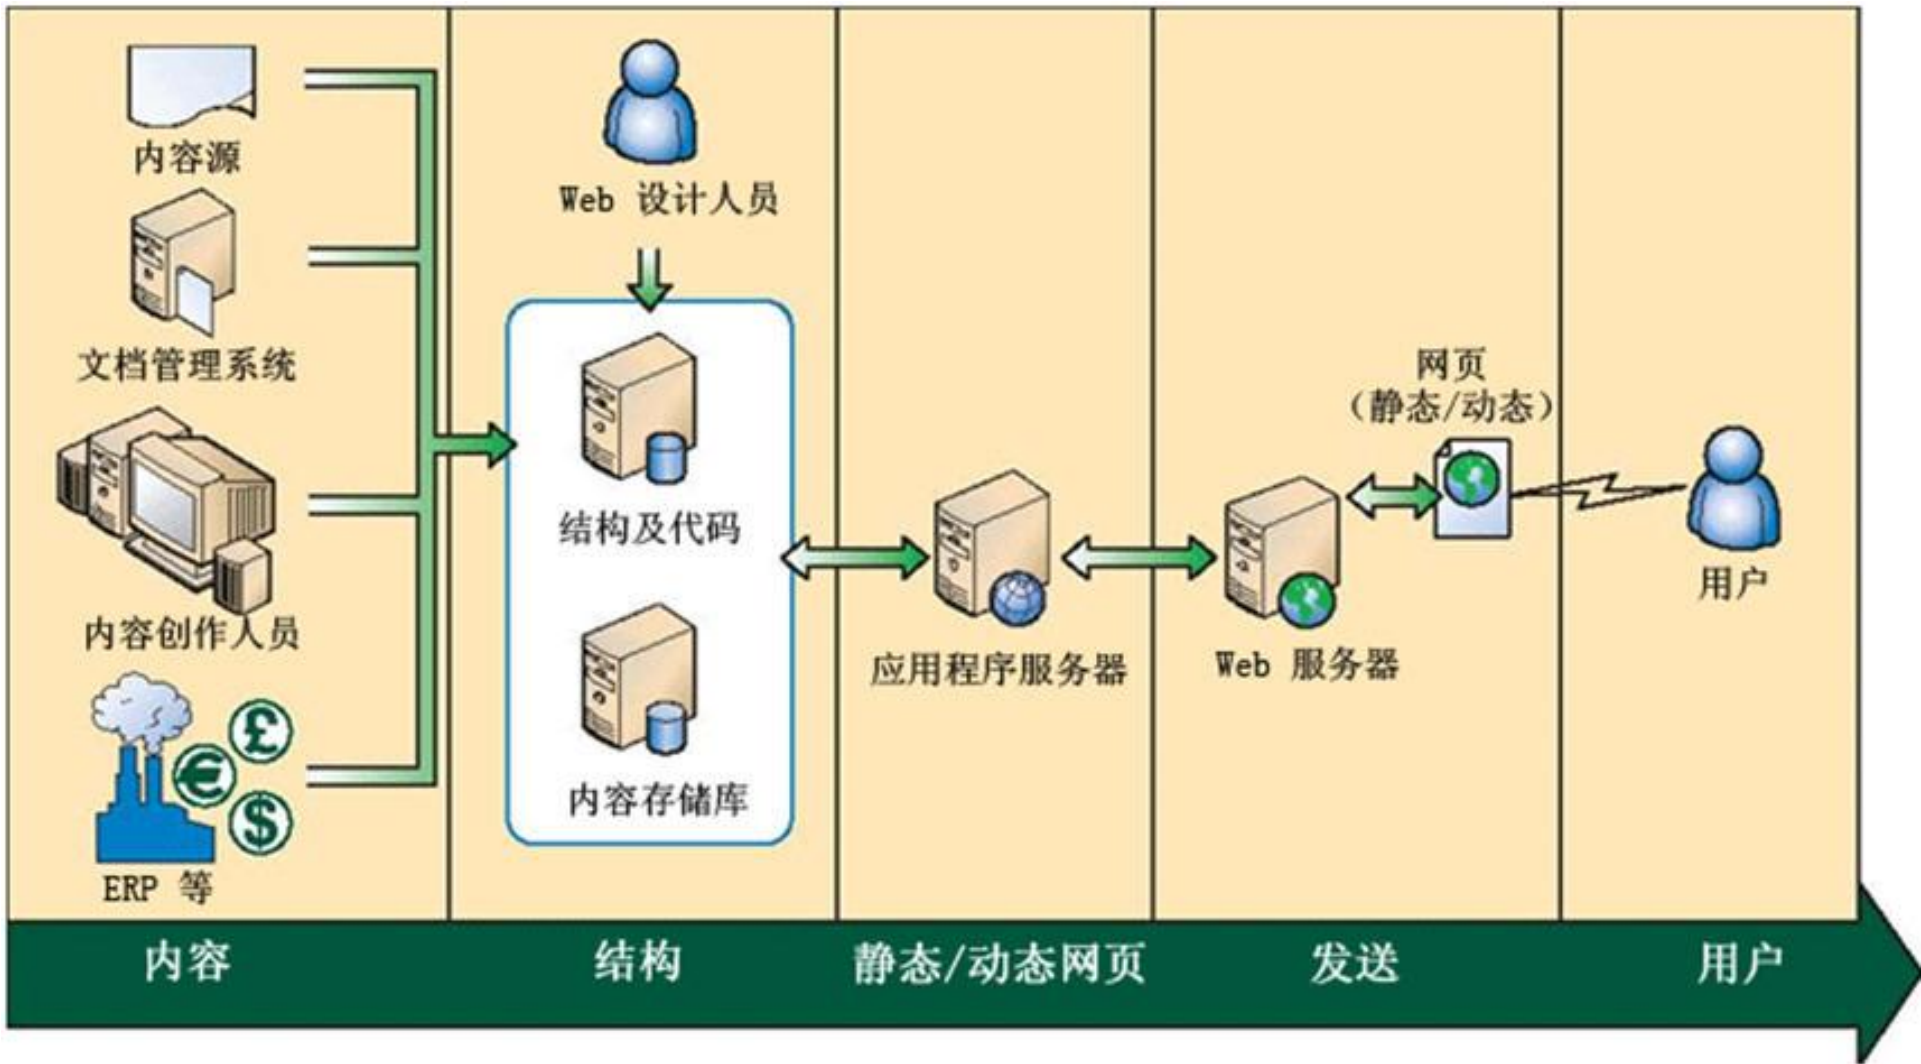 内容源
文档管理系统
内容创作人员
ERP 等
Web 设计人员
结构及代码
内容存储库
应用程序服务器
Web 服务器
网页
（静态/动态）
用户
内容
结构
静态/动态网页
发送
用户